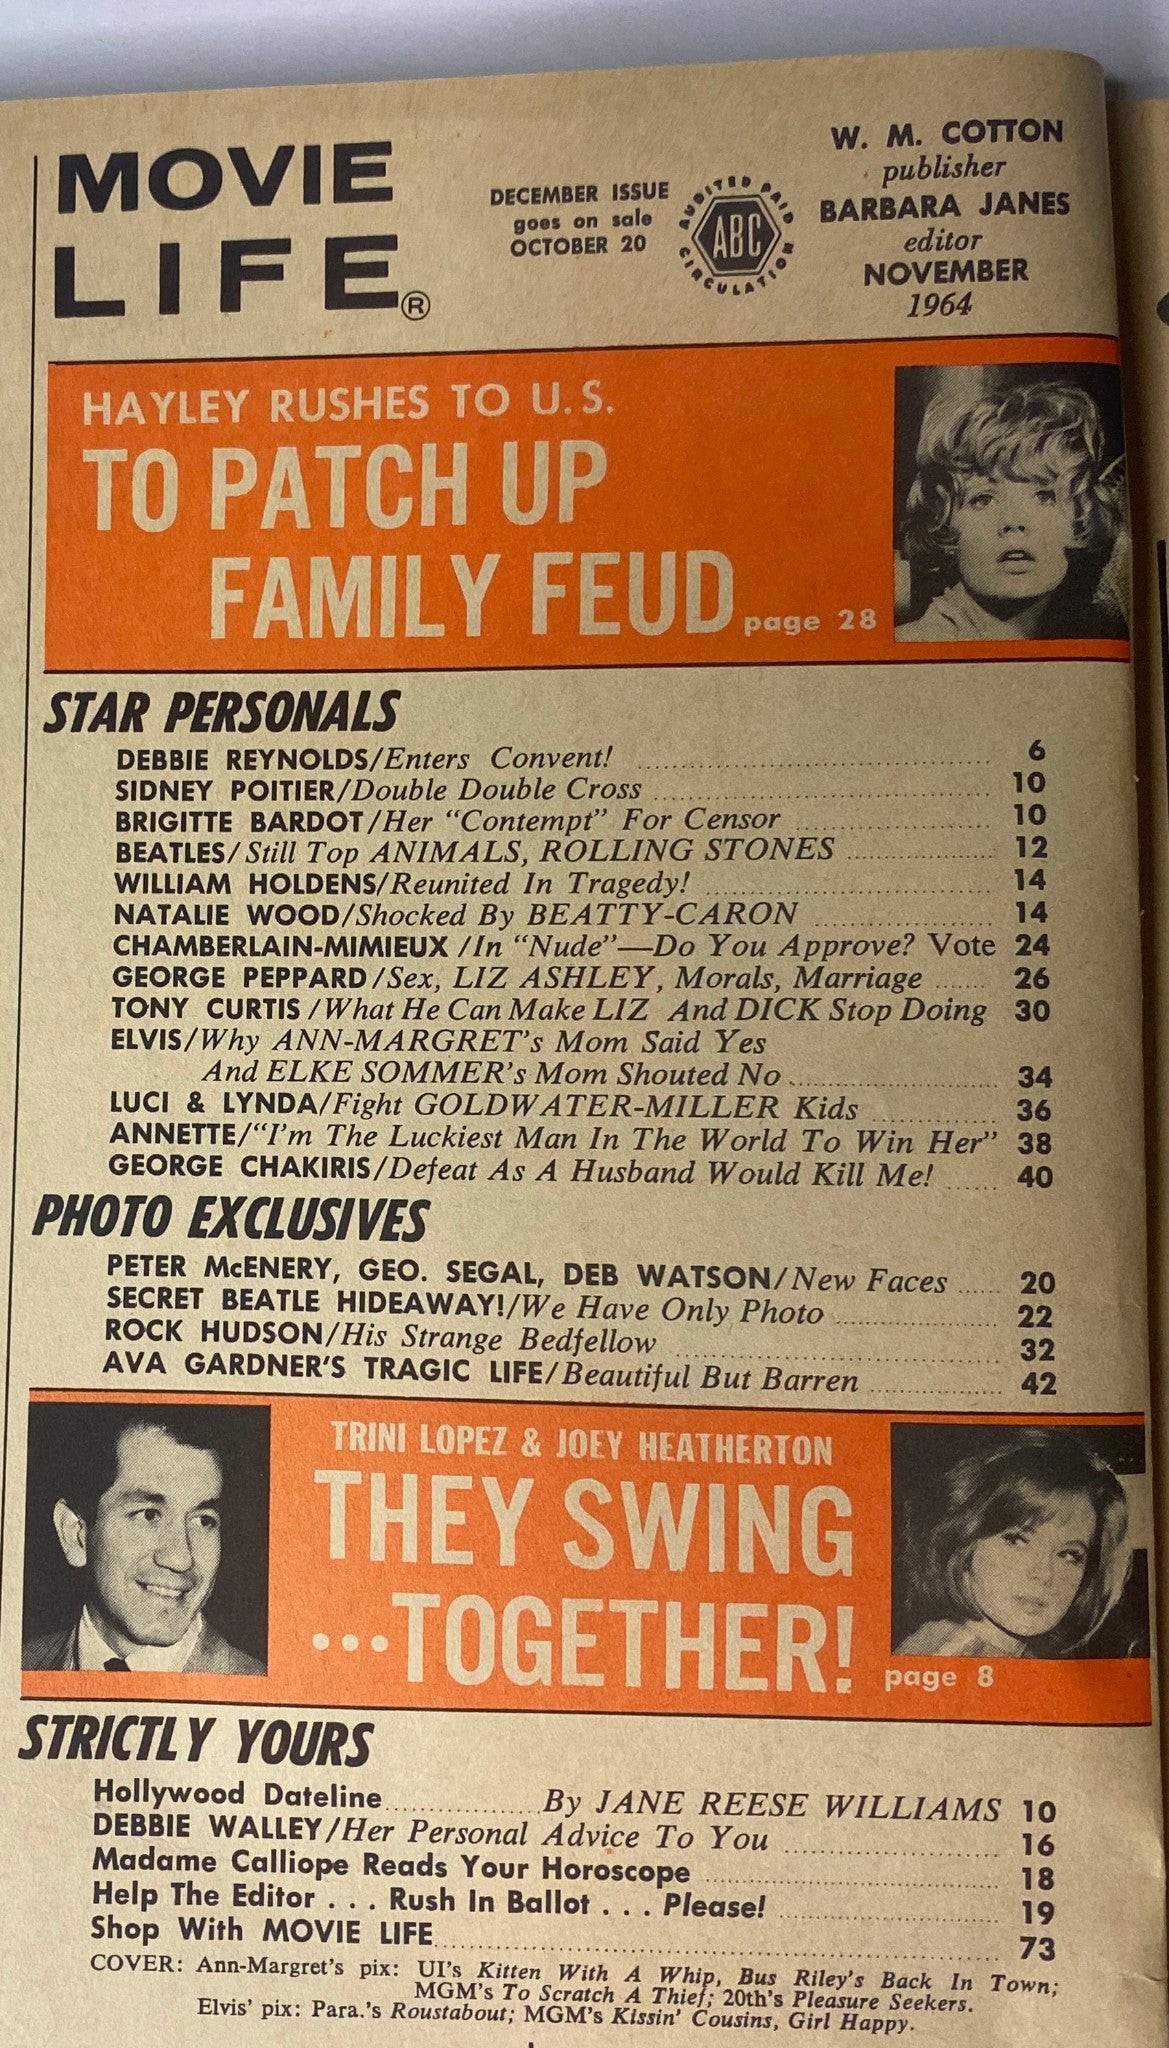 MOVIE
LIFE®
DECEMBER ISSUE
goes on sale
OCTOBER 20
AUDITED PAID
CIRCULATION
ABC
W. M. COTTON
publisher
BARBARA JANES
editor
NOVEMBER
1964
HAYLEY RUSHES TO U.S.
TO PATCH UP
FAMILY FEUD
page 28
STAR PERSONALS
DEBBIE REYNOLDS/Enters Convent! 6
SIDNEY POITIER/Double Double Cross 10
BRIGITTE BARDOT/Her "Contempt" For Censor 10
BEATLES/Still Top ANIMALS, ROLLING STONES 12
WILLIAM HOLDENS/Reunited In Tragedy! 14
NATALIE WOOD/Shocked By BEATTY-CARON 14
CHAMBERLAIN-MIMIEUX/In "Nude"—Do You Approve? Vote 24
GEORGE PEPPARD/Sex, LIZ ASHLEY, Morals, Marriage 26
TONY CURTIS/What He Can Make LIZ And DICK Stop Doing 30
ELVIS/Why ANN-MARGRET's Mom Said Yes
And ELKE SOMMER's Mom Shouted No 34
LUCI & LYNDA/Fight GOLDWATER-MILLER Kids 36
ANNETTE/"I'm The Luckiest Man In The World To Win Her" 38
GEORGE CHAKIRIS/Defeat As A Husband Would Kill Me! 40
PHOTO EXCLUSIVES
PETER McENERY, GEO. SEGAL, DEB WATSON/New Faces 20
SECRET BEATLE HIDEAWAY!/We Have Only Photo 22
ROCK HUDSON/His Strange Bedfellow 32
AVA GARDNER'S TRAGIC LIFE/Beautiful But Barren 42
TRINI LOPEZ & JOEY HEATHERTON
THEY SWING
...TOGETHER!
page 8
STRICTLY YOURS
Hollywood Dateline By JANE REESE WILLIAMS 10
DEBBIE WALLEY/Her Personal Advice To You 16
Madame Calliope Reads Your Horoscope 18
Help The Editor . . . Rush In Ballot . . . Please! 19
Shop With MOVIE LIFE 73
COVER: Ann-Margret's pix: UI's Kitten With A Whip, Bus Riley's Back In Town;
MGM's To Scratch A Thief; 20th's Pleasure Seekers.
Elvis' pix: Para.'s Roustabout; MGM's Kissin' Cousins, Girl Happy.